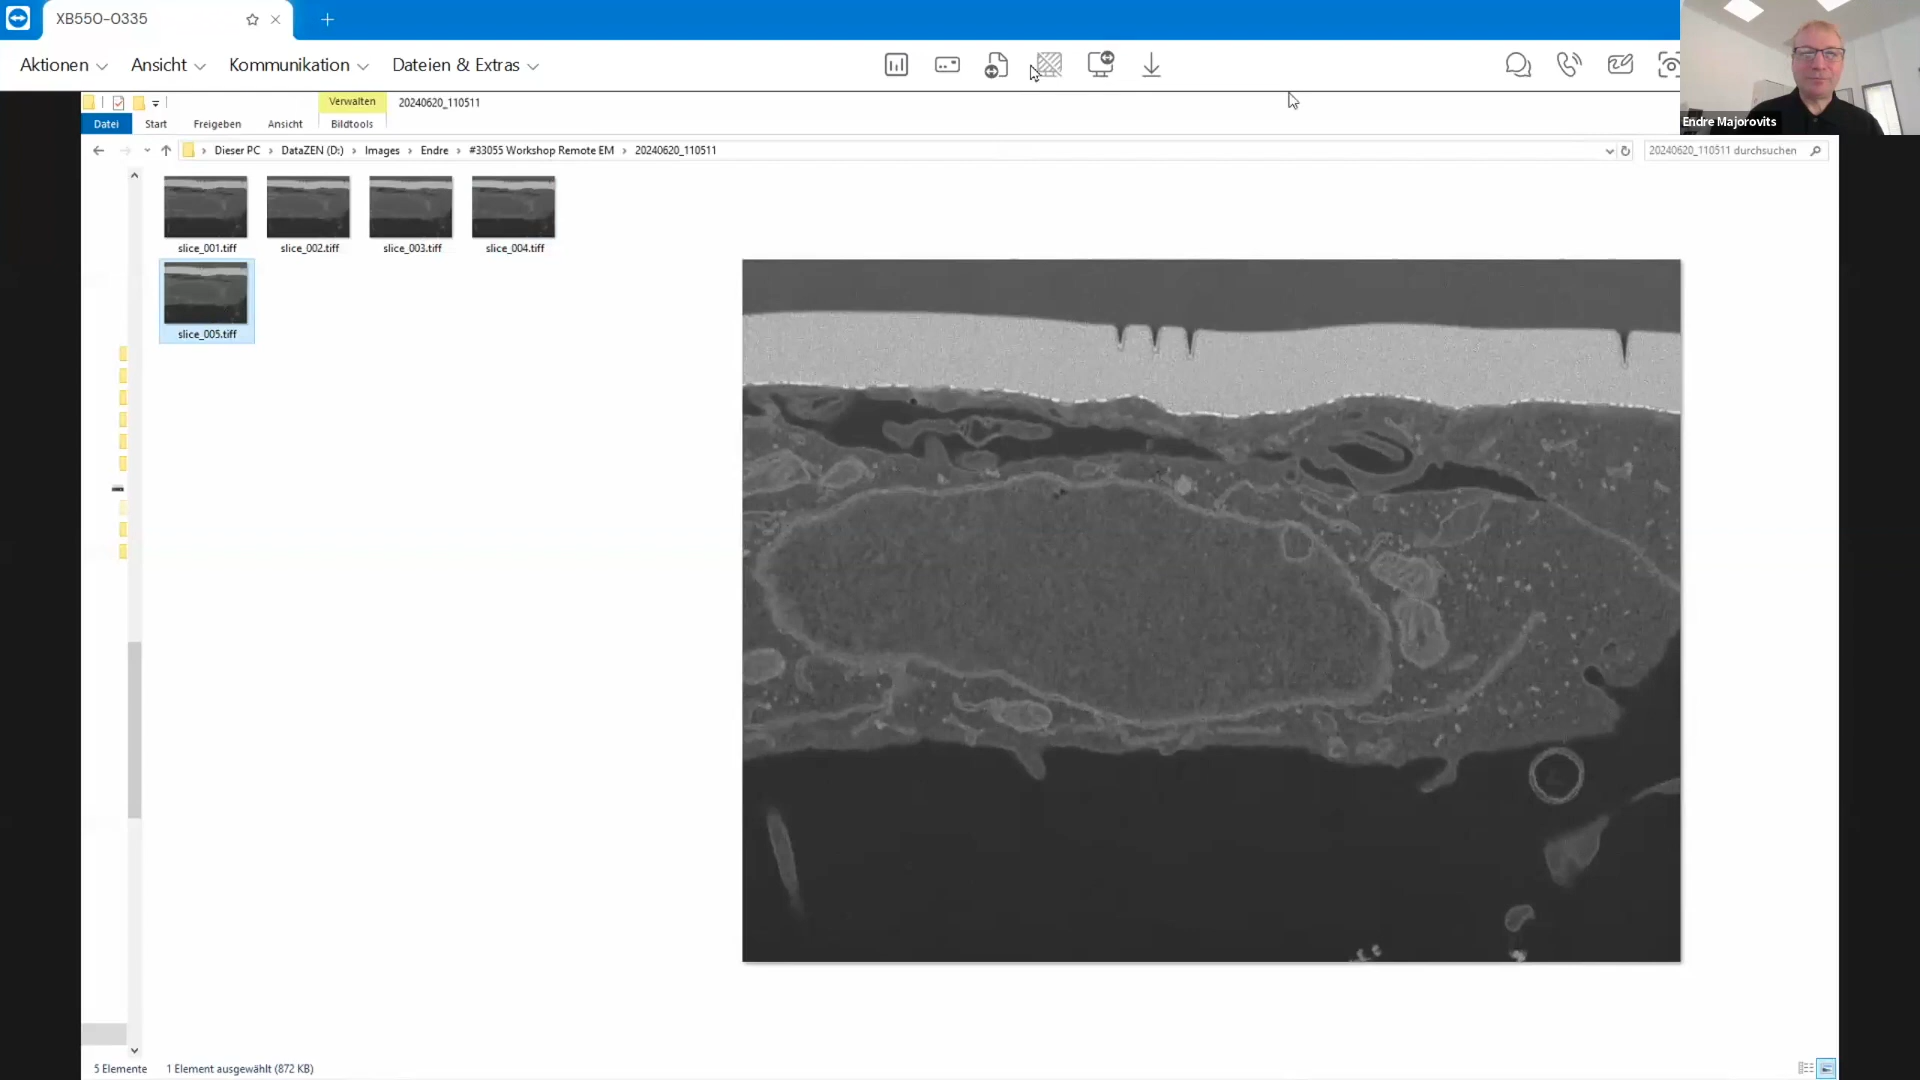 XB550-0335
Aktionen Ansicht Kommunikation Dateien & Extras
Endre Majorovits
Verwalten 20240620_110511
Datei Start Freigeben Ansicht Bildtools
Dieser PC DataZEN (D:) Images Endre #33055 Workshop Remote EM 20240620_110511 20240620_110511 durchsuchen
slice_001.tiff slice_002.tiff slice_003.tiff slice_004.tiff
slice_005.tiff
5 Elemente 1 Element ausgewählt (872 KB)